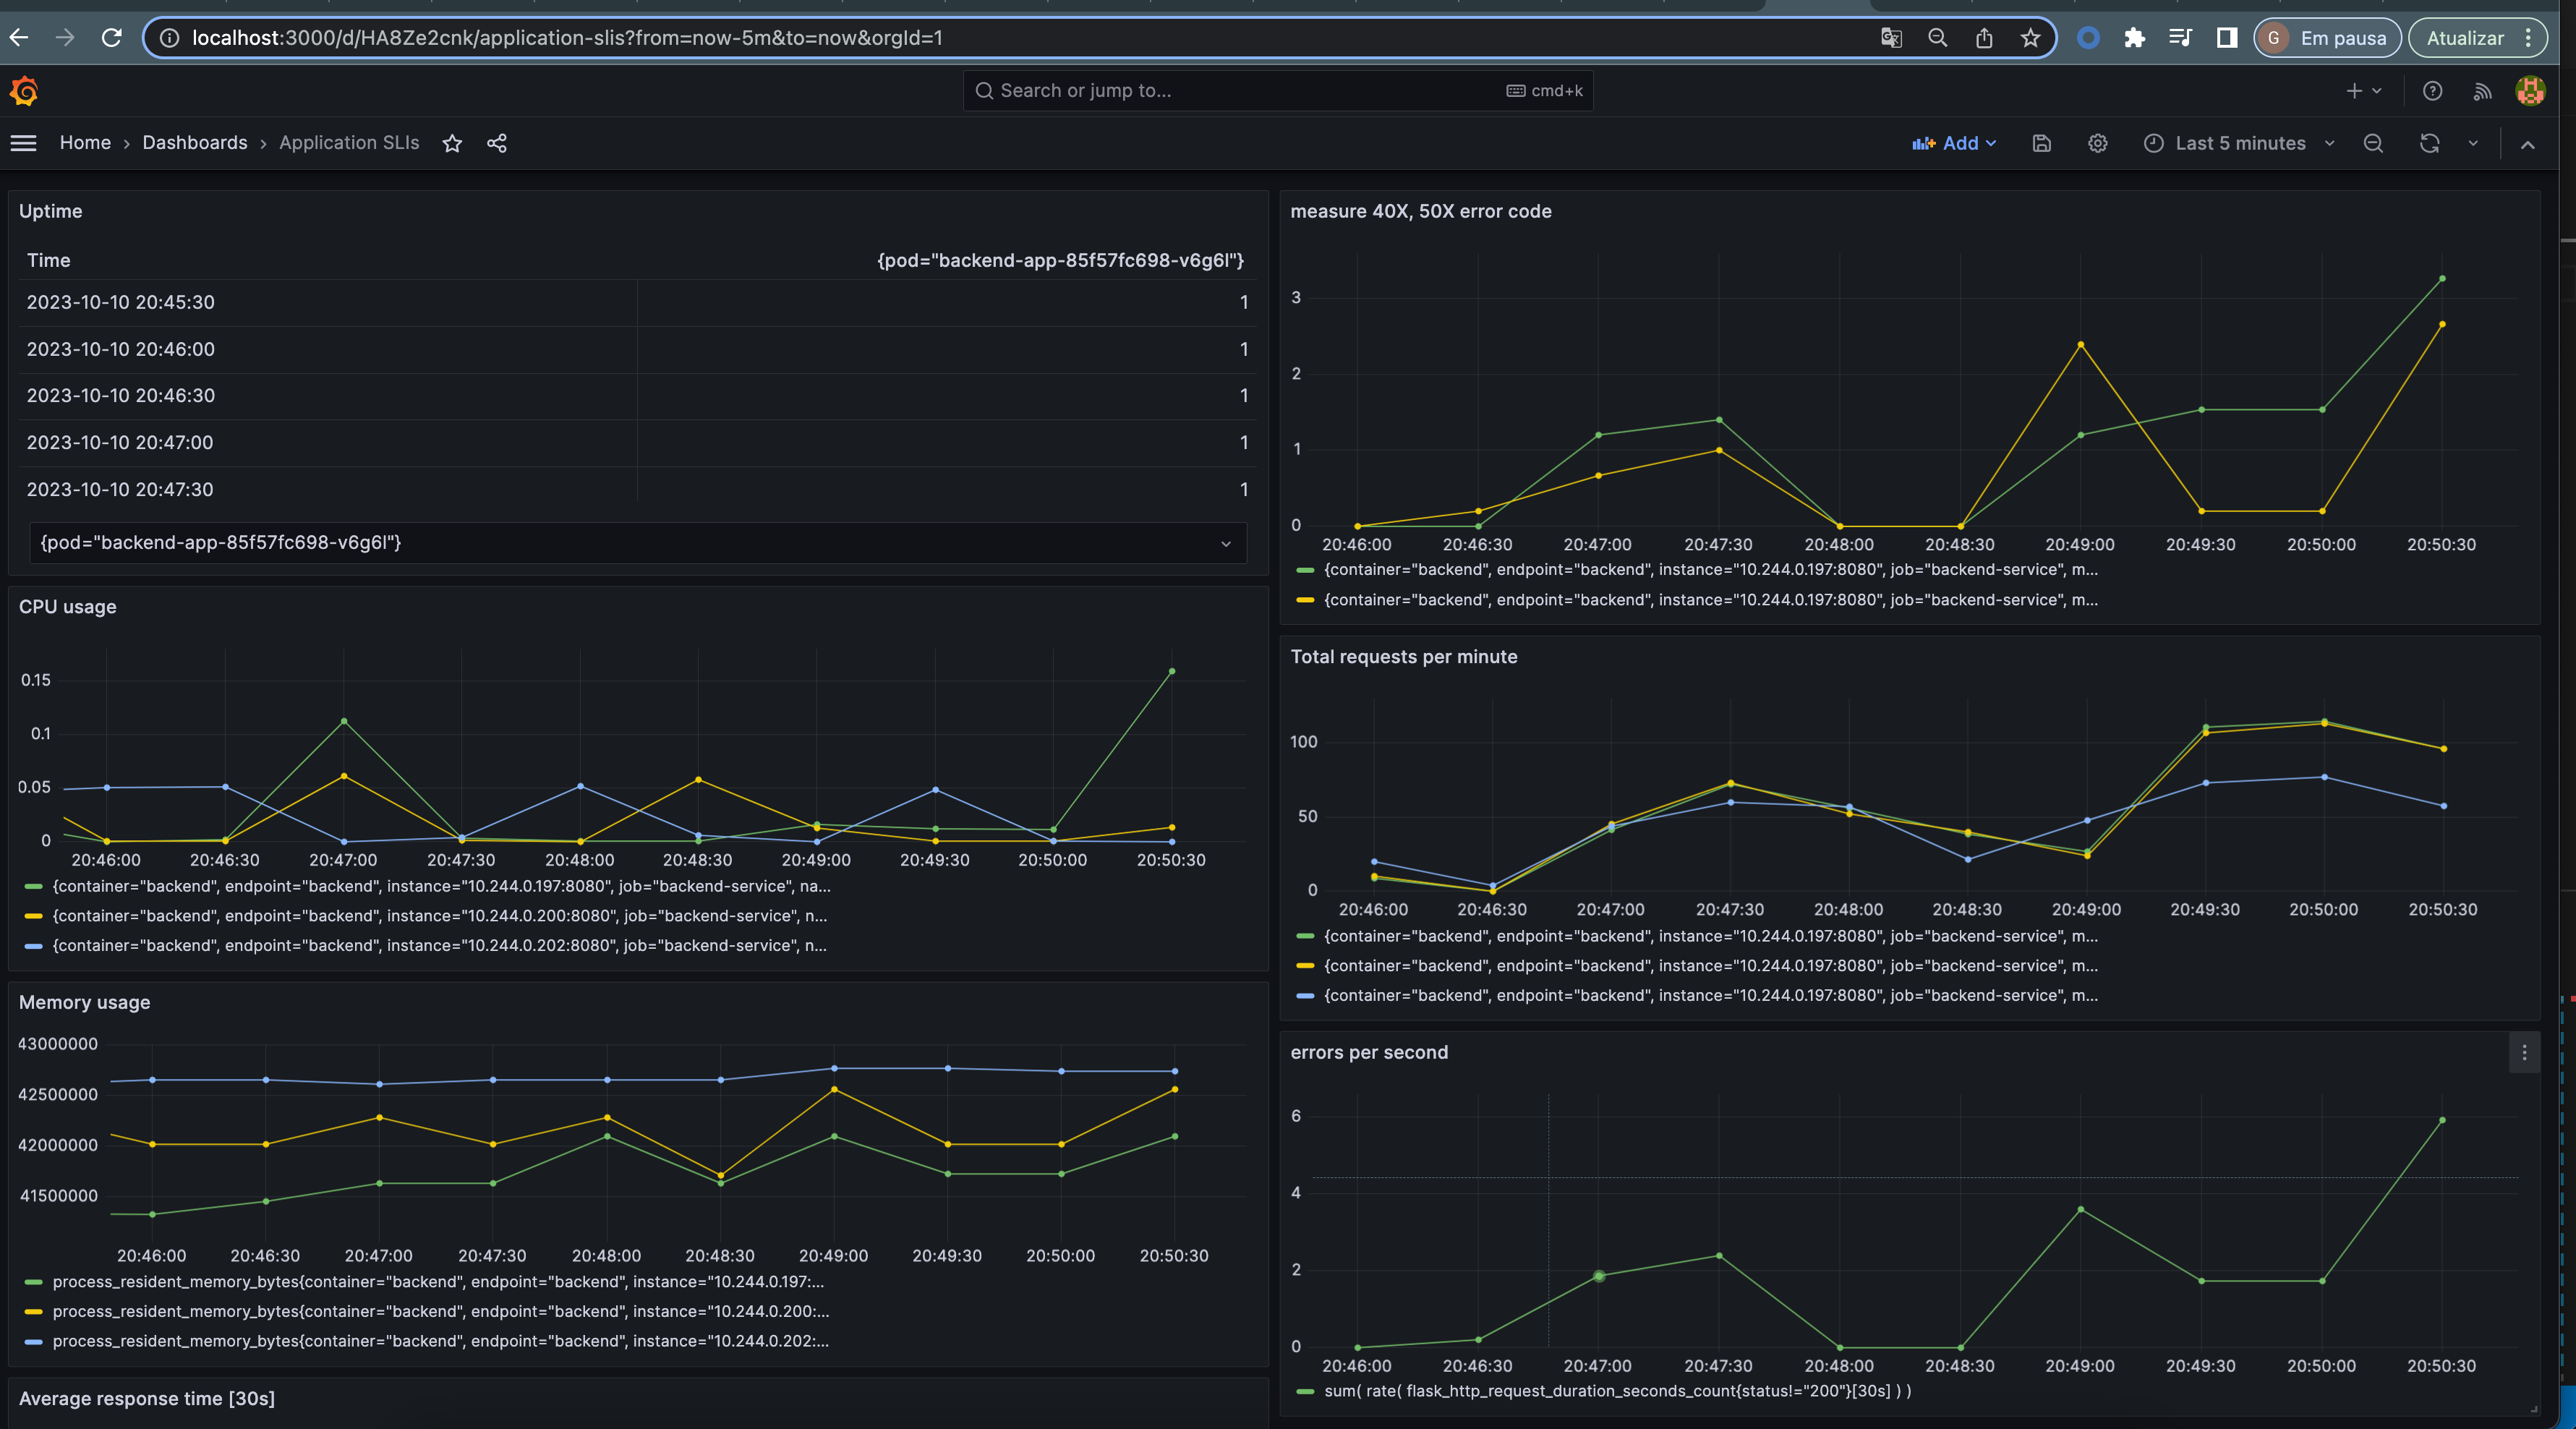 localhost:3000/d/HA8Ze2cnk/application-slis?from=now-5m&to=now&orgId=1
G Em pausa
Atualizar
Search or jump to...
cmd+k
Home › Dashboards › Application SLIs
Add
Last 5 minutes
Uptime
Time {pod="backend-app-85f57fc698-v6g6l"}
2023-10-10 20:45:30 1
2023-10-10 20:46:00 1
2023-10-10 20:46:30 1
2023-10-10 20:47:00 1
2023-10-10 20:47:30 1
{pod="backend-app-85f57fc698-v6g6l"}
CPU usage
0.15
0.1
0.05
0
20:46:00 20:46:30 20:47:00 20:47:30 20:48:00 20:48:30 20:49:00 20:49:30 20:50:00 20:50:30
{container="backend", endpoint="backend", instance="10.244.0.197:8080", job="backend-service", na...
{container="backend", endpoint="backend", instance="10.244.0.200:8080", job="backend-service", n...
{container="backend", endpoint="backend", instance="10.244.0.202:8080", job="backend-service", n...
Memory usage
43000000
42500000
42000000
41500000
20:46:00 20:46:30 20:47:00 20:47:30 20:48:00 20:48:30 20:49:00 20:49:30 20:50:00 20:50:30
process_resident_memory_bytes{container="backend", endpoint="backend", instance="10.244.0.197:...
process_resident_memory_bytes{container="backend", endpoint="backend", instance="10.244.0.200:...
process_resident_memory_bytes{container="backend", endpoint="backend", instance="10.244.0.202:...
Average response time [30s]
measure 40X, 50X error code
3
2
1
0
20:46:00 20:46:30 20:47:00 20:47:30 20:48:00 20:48:30 20:49:00 20:49:30 20:50:00 20:50:30
{container="backend", endpoint="backend", instance="10.244.0.197:8080", job="backend-service", m...
{container="backend", endpoint="backend", instance="10.244.0.197:8080", job="backend-service", m...
Total requests per minute
100
50
0
20:46:00 20:46:30 20:47:00 20:47:30 20:48:00 20:48:30 20:49:00 20:49:30 20:50:00 20:50:30
{container="backend", endpoint="backend", instance="10.244.0.197:8080", job="backend-service", m...
{container="backend", endpoint="backend", instance="10.244.0.197:8080", job="backend-service", m...
{container="backend", endpoint="backend", instance="10.244.0.197:8080", job="backend-service", m...
errors per second
6
4
2
0
20:46:00 20:46:30 20:47:00 20:47:30 20:48:00 20:48:30 20:49:00 20:49:30 20:50:00 20:50:30
sum( rate( flask_http_request_duration_seconds_count{status!="200"}[30s] ) )